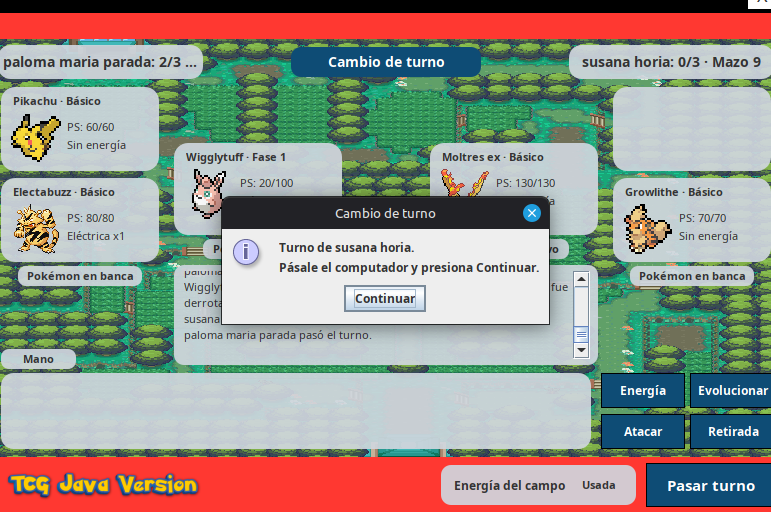 paloma maria parada: 2/3 ...
Cambio de turno
susana horia: 0/3 · Mazo 9
Pikachu · Básico
PS: 60/60
Sin energía
Wigglytuff · Fase 1
PS: 20/100
Moltres ex · Básico
PS: 130/130
Electabuzz · Básico
PS: 80/80
Eléctrica x1
Growlithe · Básico
PS: 70/70
Sin energía
Cambio de turno
Turno de susana horia.
Pásale el computador y presiona Continuar.
Continuar
Pokémon en banca
Pokémon en banca
fue
derrota
susana
paloma maria parada pasó el turno.
Mano
Energía
Evolucionar
Atacar
Retirada
TCG Java Version
Energía del campo
Usada
Pasar turno